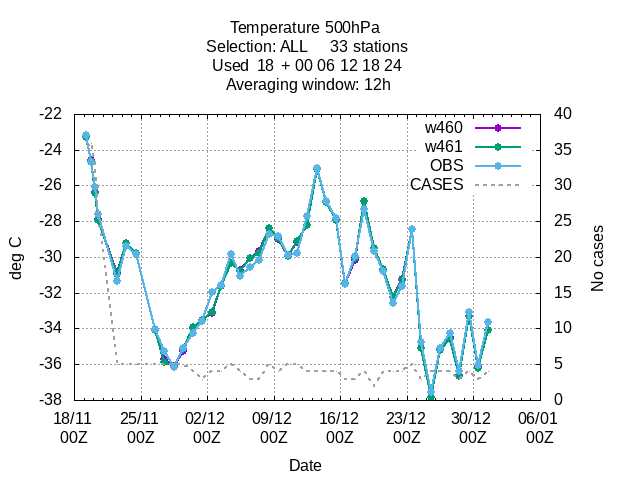 Temperature 500hPa
Selection: ALL 33 stations
Used 18 + 00 06 12 18 24
Averaging window: 12h
-22
-24
-26
-28
-30
-32
-34
-36
-38
deg C
40
35
30
25
20
15
10
5
0
No cases
w460
w461
OBS
CASES
18/11 25/11 02/12 09/12 16/12 23/12 30/12 06/01
00Z 00Z 00Z 00Z 00Z 00Z 00Z 00Z
Date